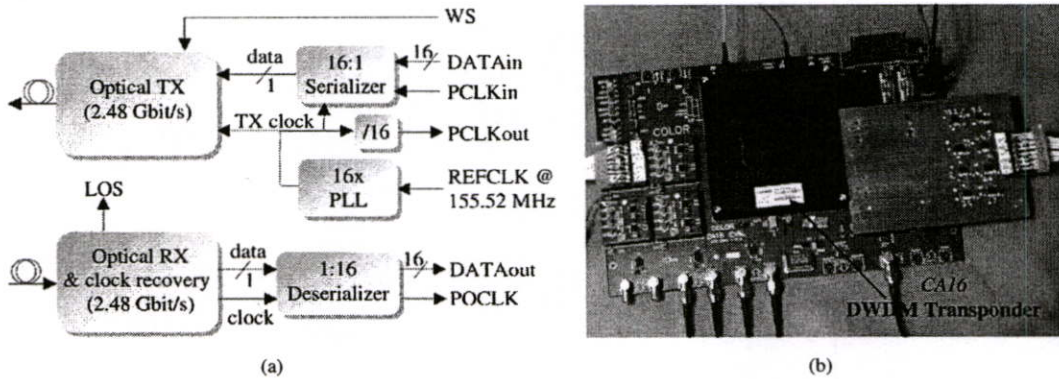 WS
Optical TX
(2.48 Gbit/s)
data
1
16:1
Serializer
16
DATAin
PCLKin
TX clock
/16
PCLKout
16x
PLL
REFCLK @
155.52 MHz
LOS
Optical RX
& clock recovery
(2.48 Gbit/s)
data
1
clock
1:16
Deserializer
16
DATAout
POCLK
(a)
COLOR
CA16
DWDM Transponder
(b)